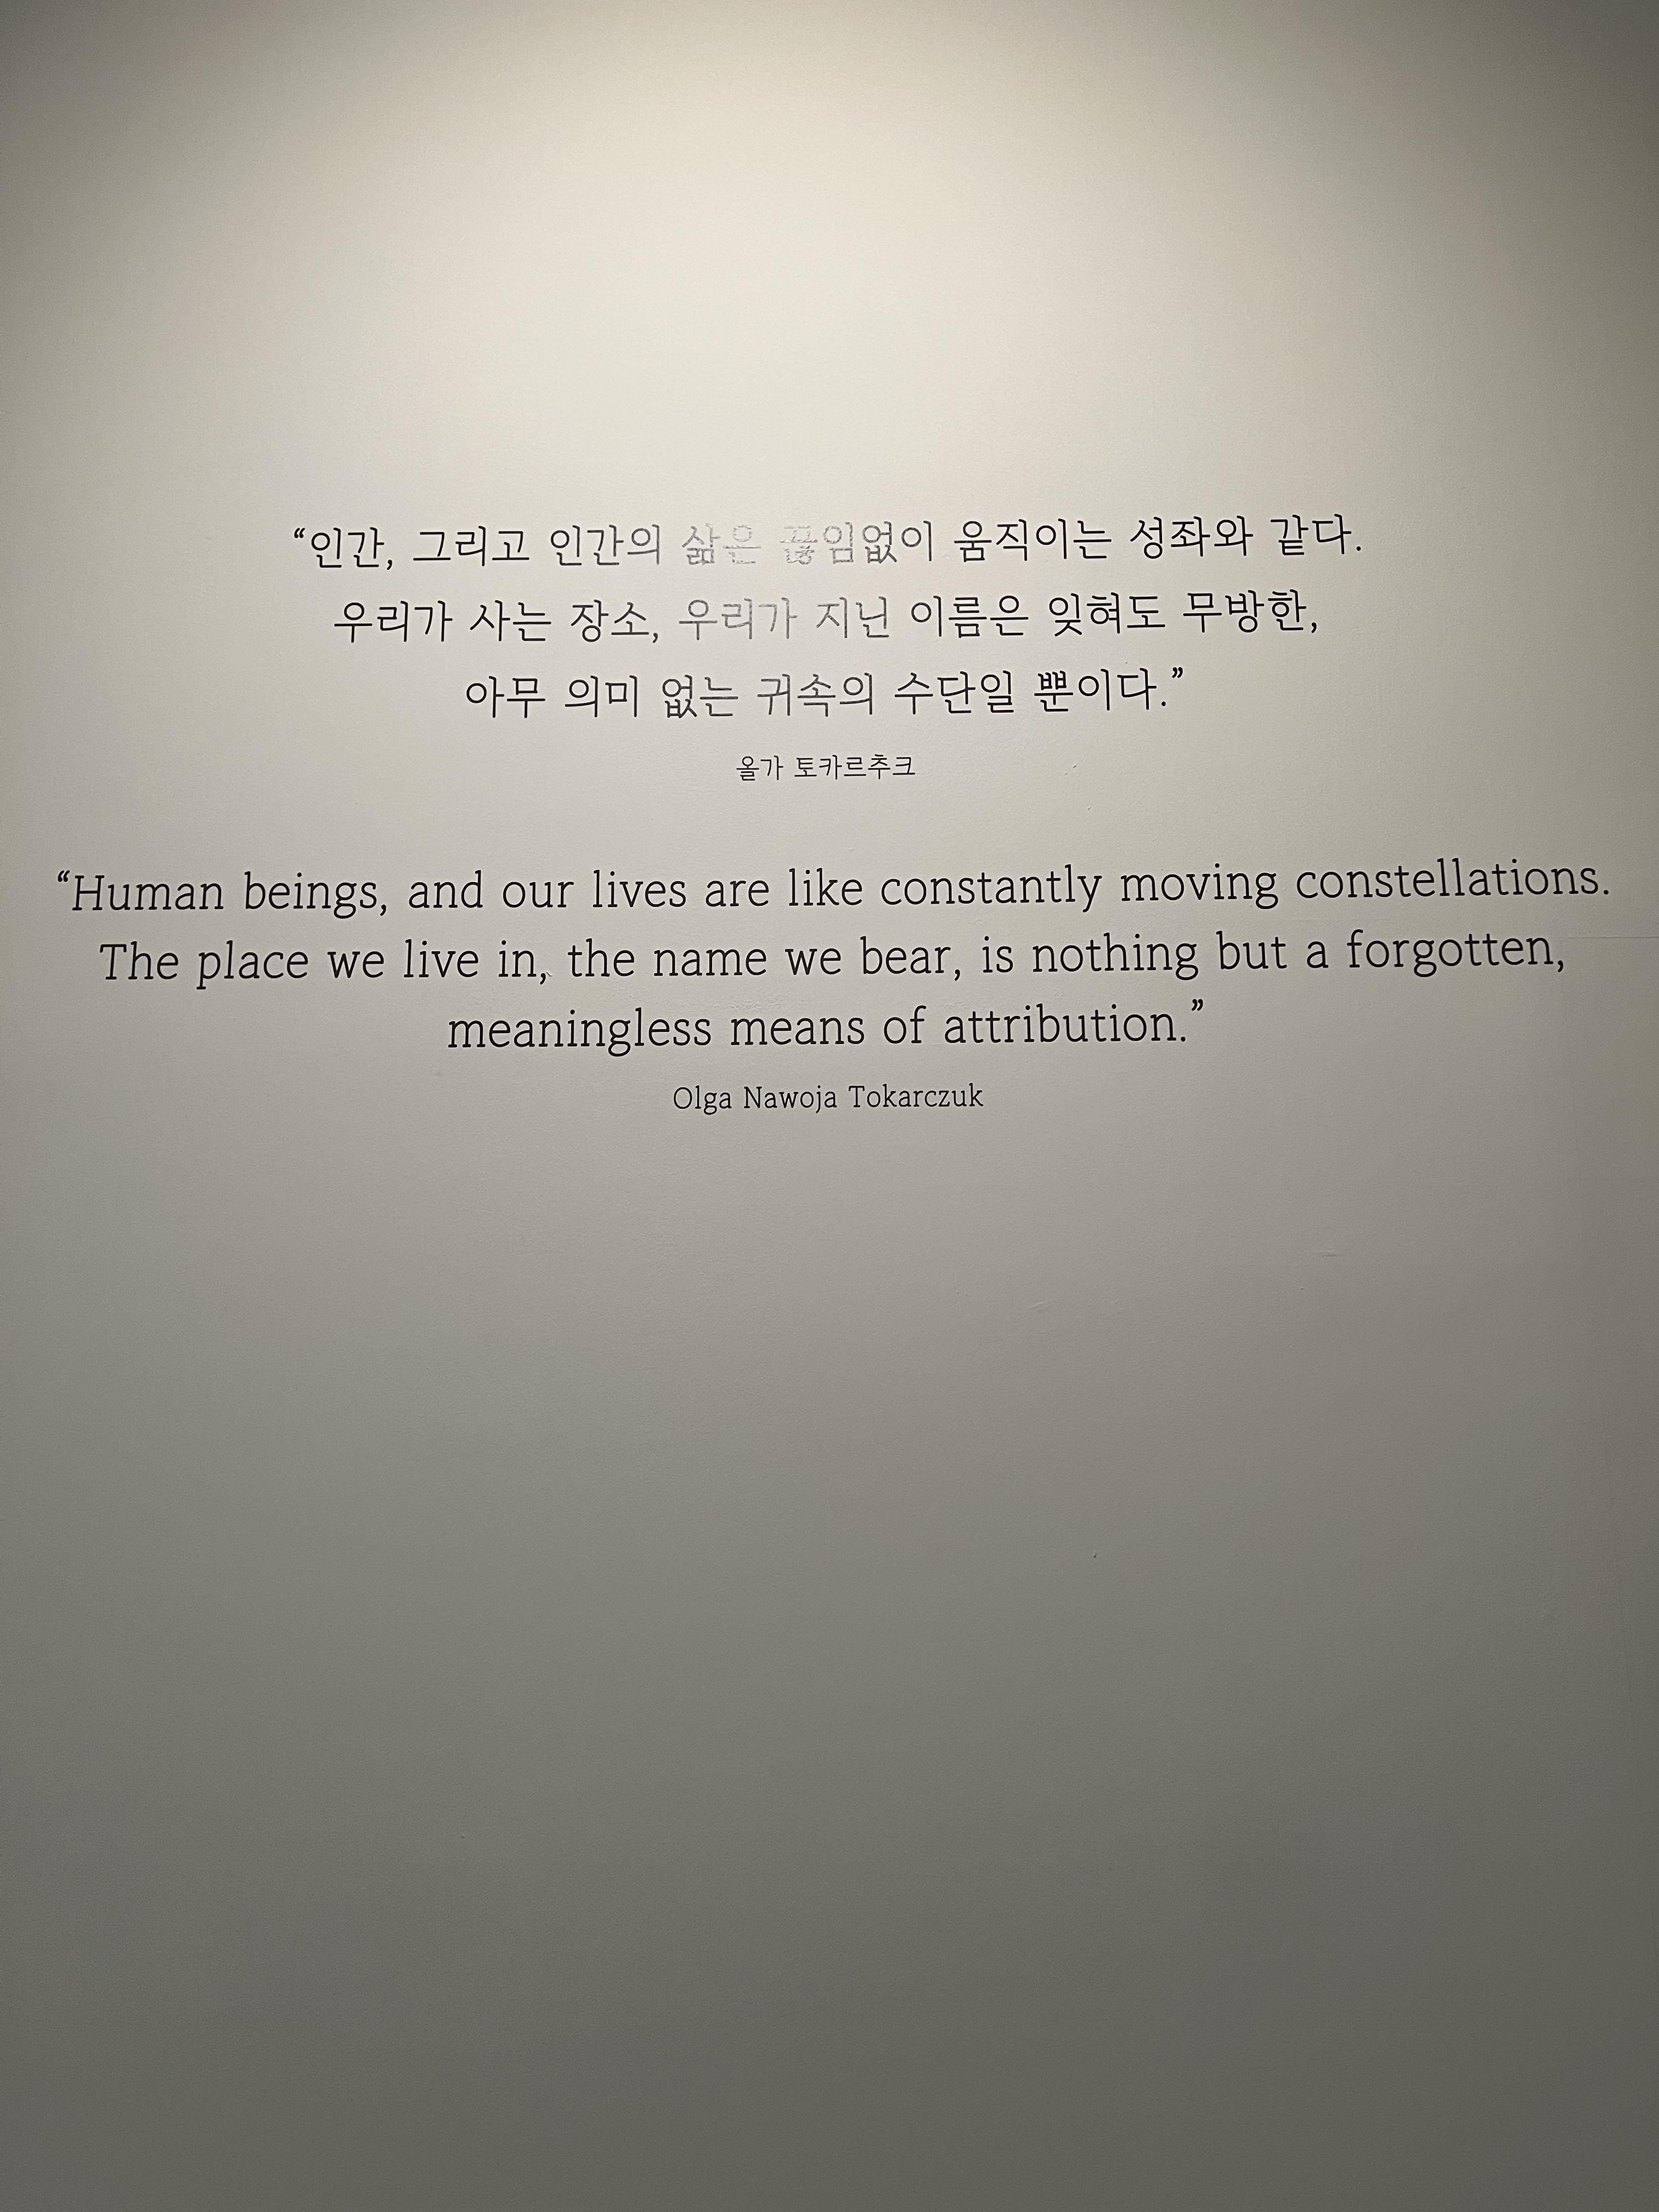 “인간, 그리고 인간의 삶은 끊임없이 움직이는 성좌와 같다.
우리가 사는 장소, 우리가 지닌 이름은 잊혀도 무방한,
아무 의미 없는 귀속의 수단일 뿐이다.”
올가 토카르추크
“Human beings, and our lives are like constantly moving constellations.
The place we live in, the name we bear, is nothing but a forgotten,
meaningless means of attribution.”
Olga Nawoja Tokarczuk